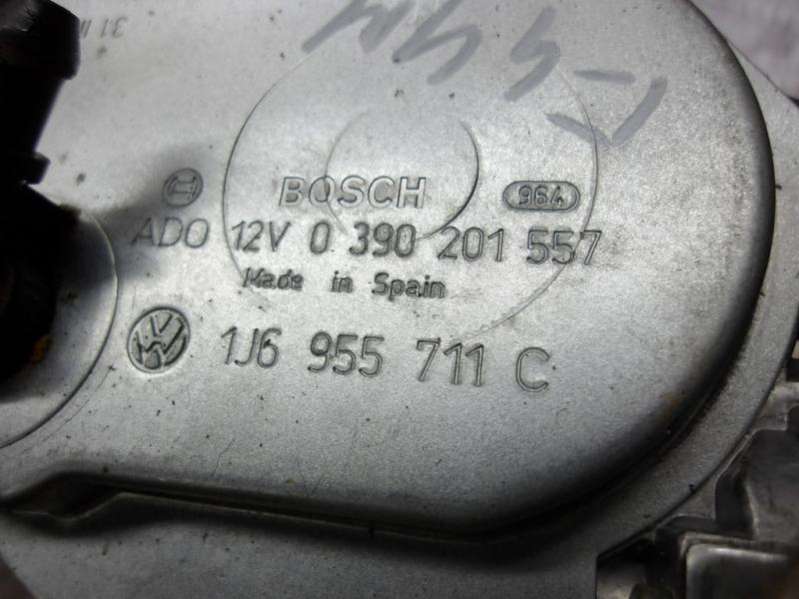 BOSCH 964
ADO 12V 0 390 201 557
Made in Spain
1J6 955 711 C